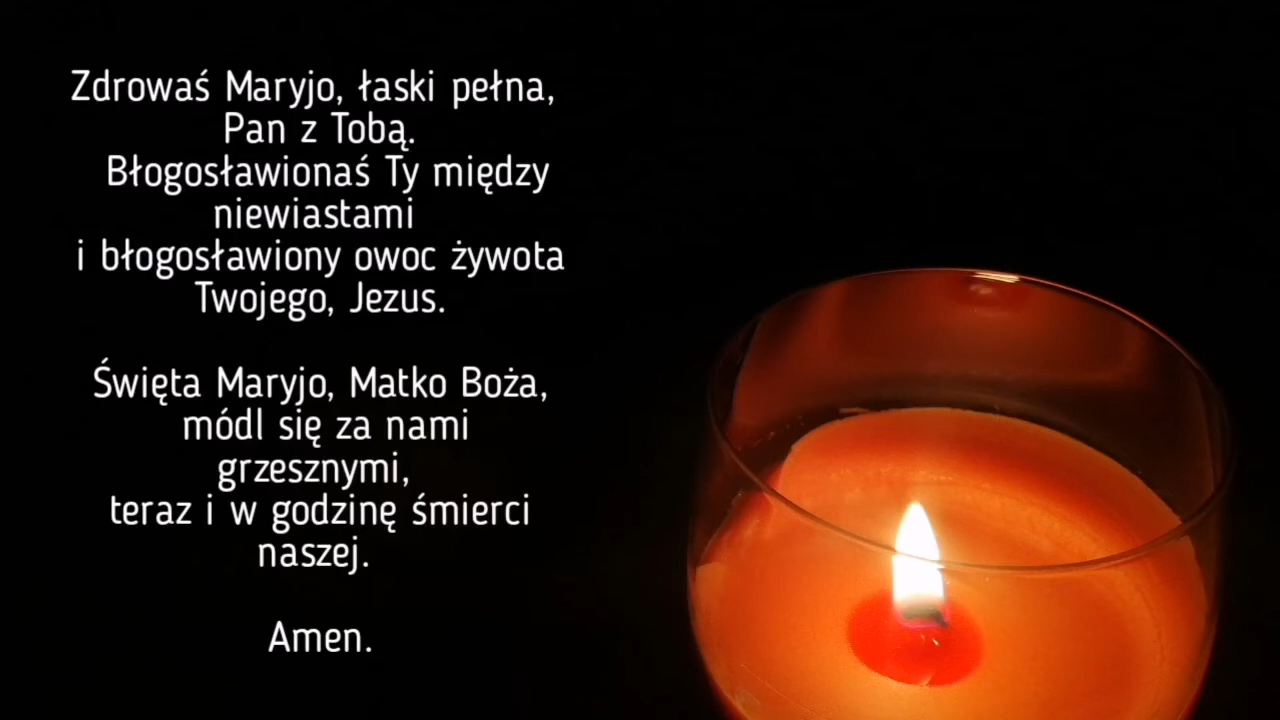 Zdrowaś Maryjo, łaski pełna,
Pan z Tobą.
Błogosławionaś Ty między
niewiastami
i błogosławiony owoc żywota
Twojego, Jezus.
Święta Maryjo, Matko Boża,
módl się za nami
grzesznymi,
teraz i w godzinę śmierci
naszej.
Amen.